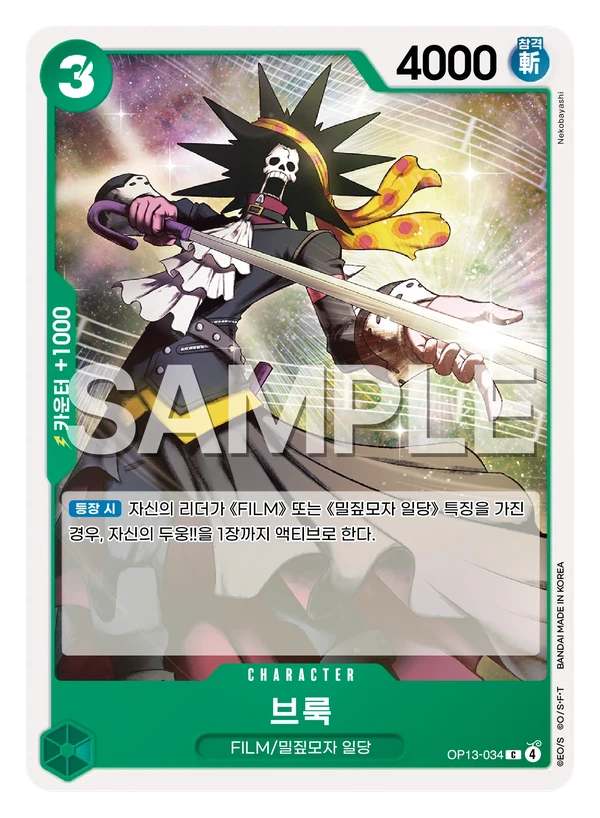 3
4000
참격
斬
Nekobayashi
카운터 +1000
SAMPLE
등장 시 자신의 리더가 《FILM》 또는 《밀짚모자 일당》 특징을 가진
경우, 자신의 두웅!!을 1장까지 액티브로 한다.
©EO/S ©O/S·F·T BANDAI MADE IN KOREA
CHARACTER
브룩
FILM/밀짚모자 일당
OP13-034 C 4